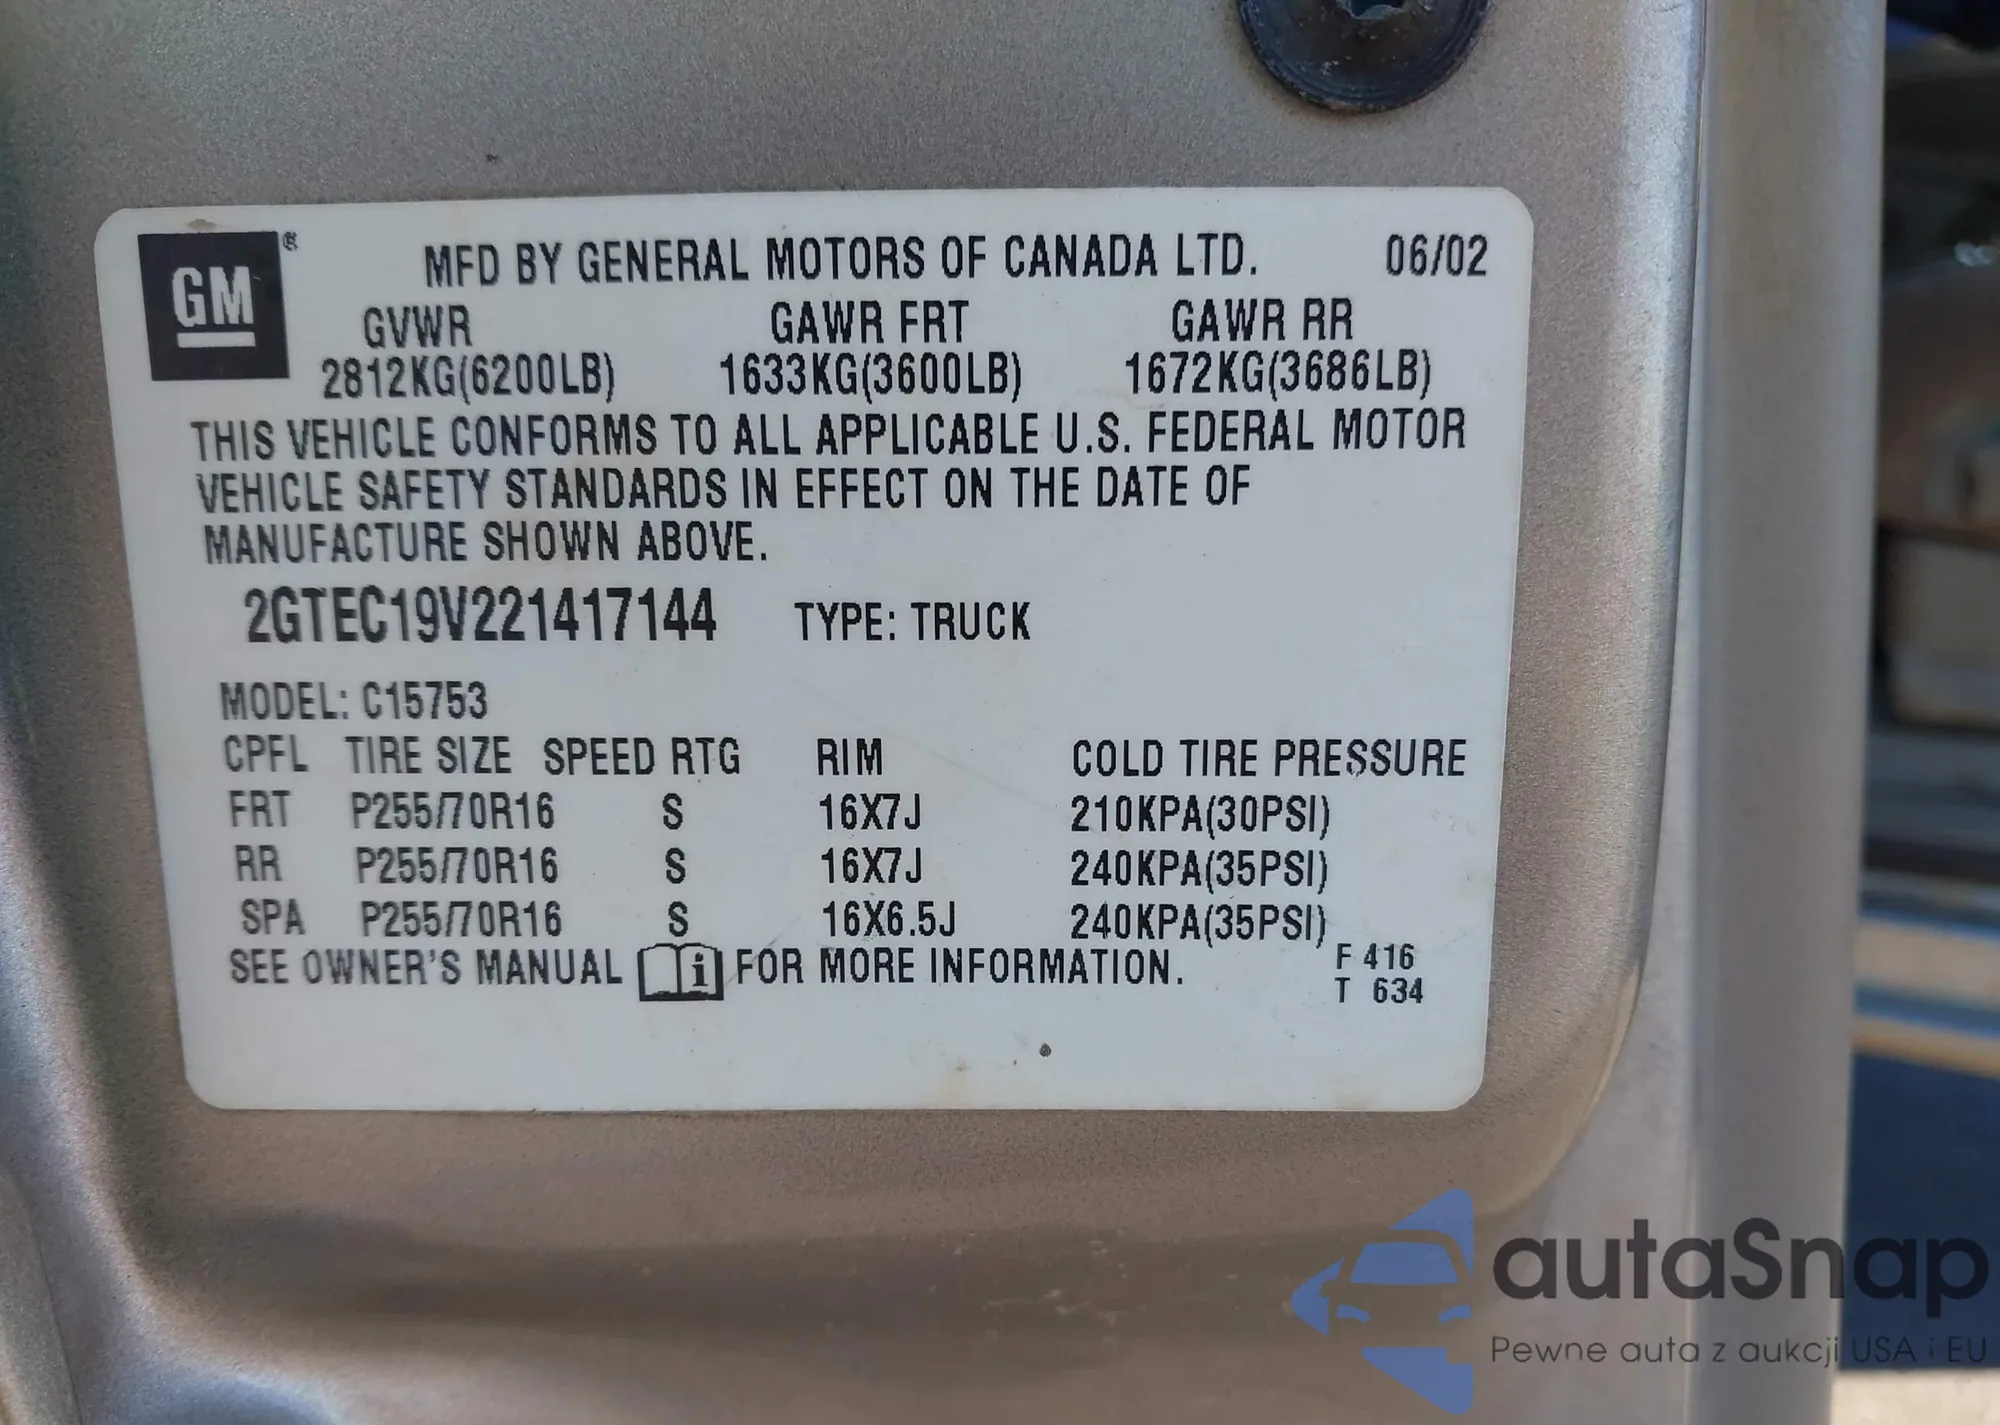 GM®
MFD BY GENERAL MOTORS OF CANADA LTD. 06/02
GVWR GAWR FRT GAWR RR
2812KG(6200LB) 1633KG(3600LB) 1672KG(3686LB)
THIS VEHICLE CONFORMS TO ALL APPLICABLE U.S. FEDERAL MOTOR
VEHICLE SAFETY STANDARDS IN EFFECT ON THE DATE OF
MANUFACTURE SHOWN ABOVE.
2GTEC19V221417144 TYPE: TRUCK
MODEL: C15753
CPFL TIRE SIZE SPEED RTG RIM COLD TIRE PRESSURE
FRT P255/70R16 S 16X7J 210KPA(30PSI)
RR P255/70R16 S 16X7J 240KPA(35PSI)
SPA P255/70R16 S 16X6.5J 240KPA(35PSI)
SEE OWNER'S MANUAL i FOR MORE INFORMATION. F 416
T 634
autaSnap
Pewne auta z aukcji USA i EU